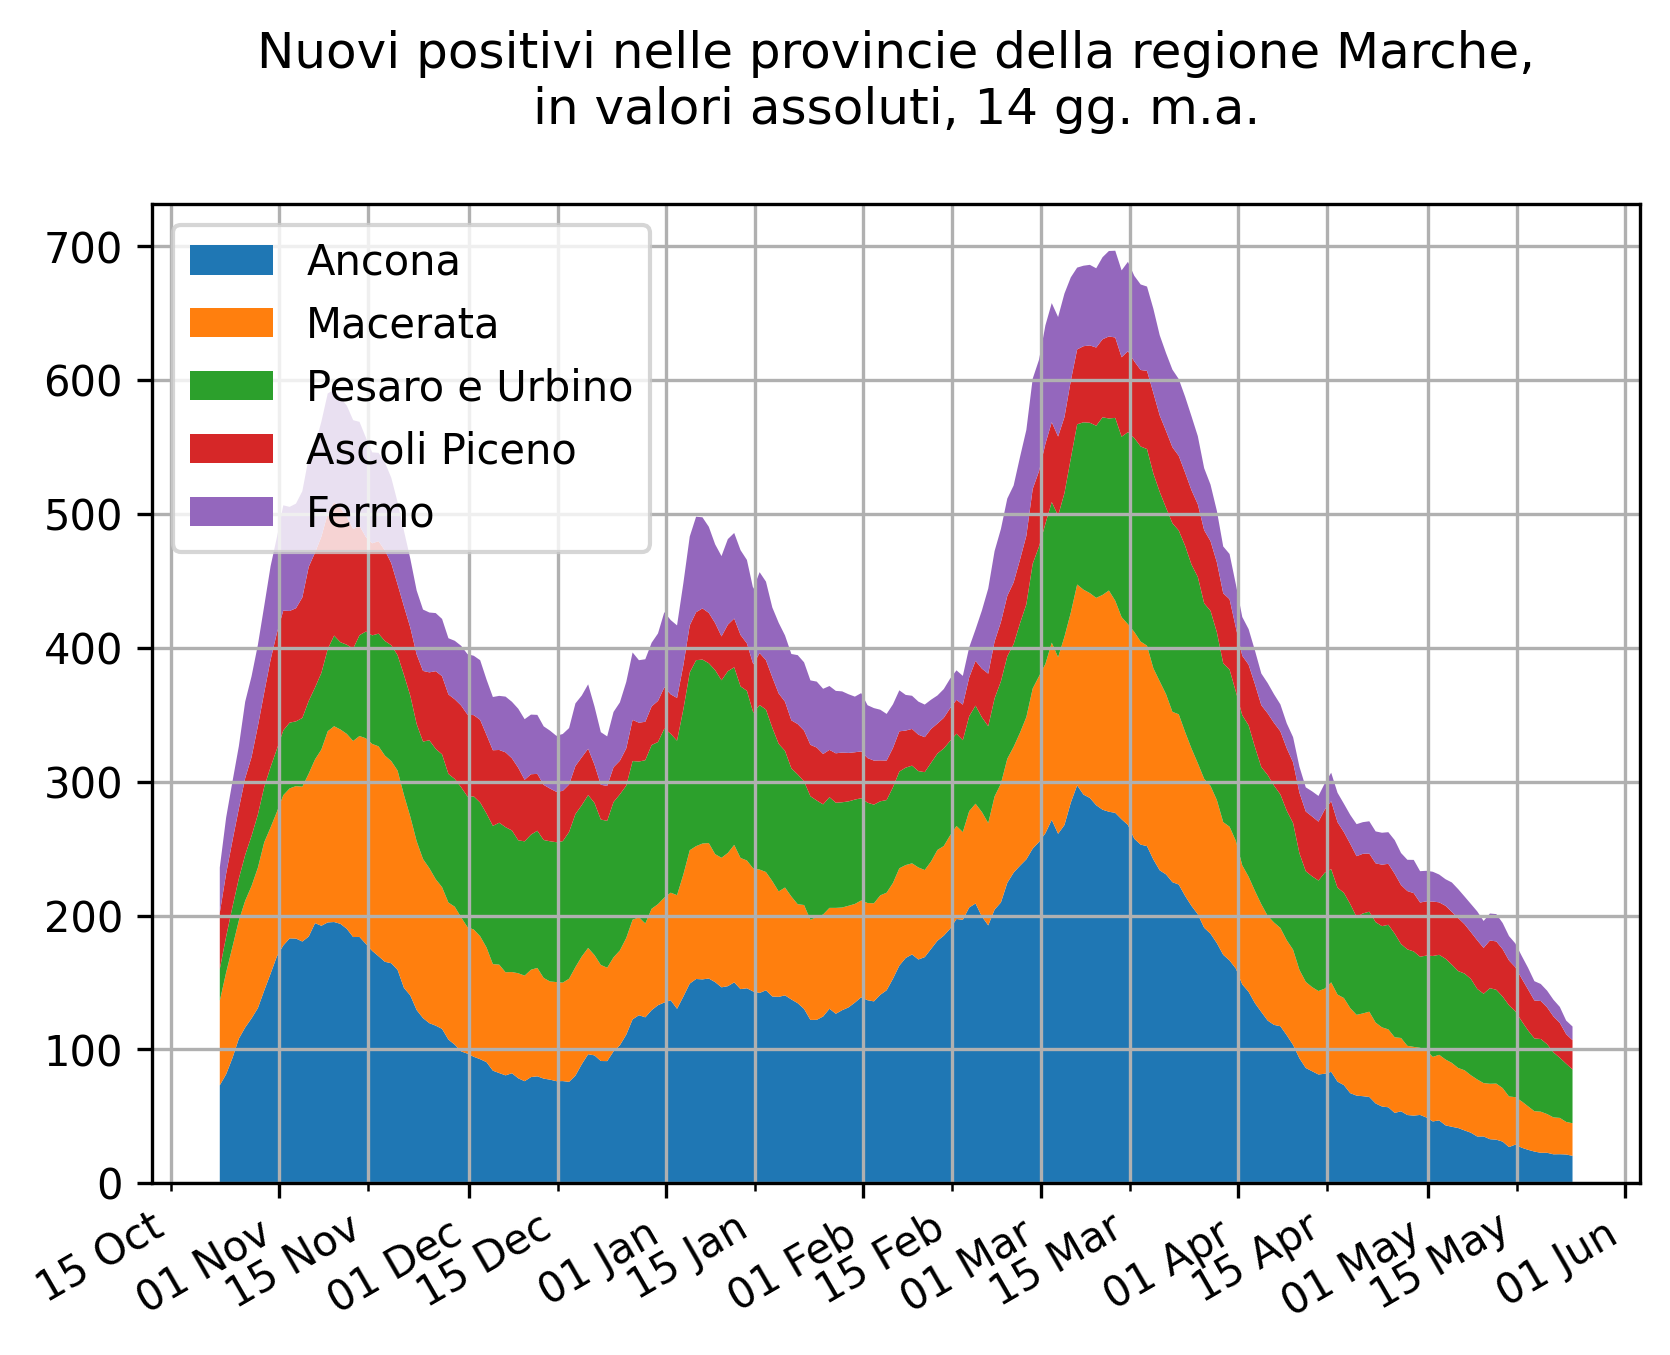 Nuovi positivi nelle provincie della regione Marche,
in valori assoluti, 14 gg. m.a.
700
600
500
400
300
200
100
0
Ancona
Macerata
Pesaro e Urbino
Ascoli Piceno
Fermo
15 Oct
01 Nov
15 Nov
01 Dec
15 Dec
01 Jan
15 Jan
01 Feb
15 Feb
01 Mar
15 Mar
01 Apr
15 Apr
01 May
15 May
01 Jun